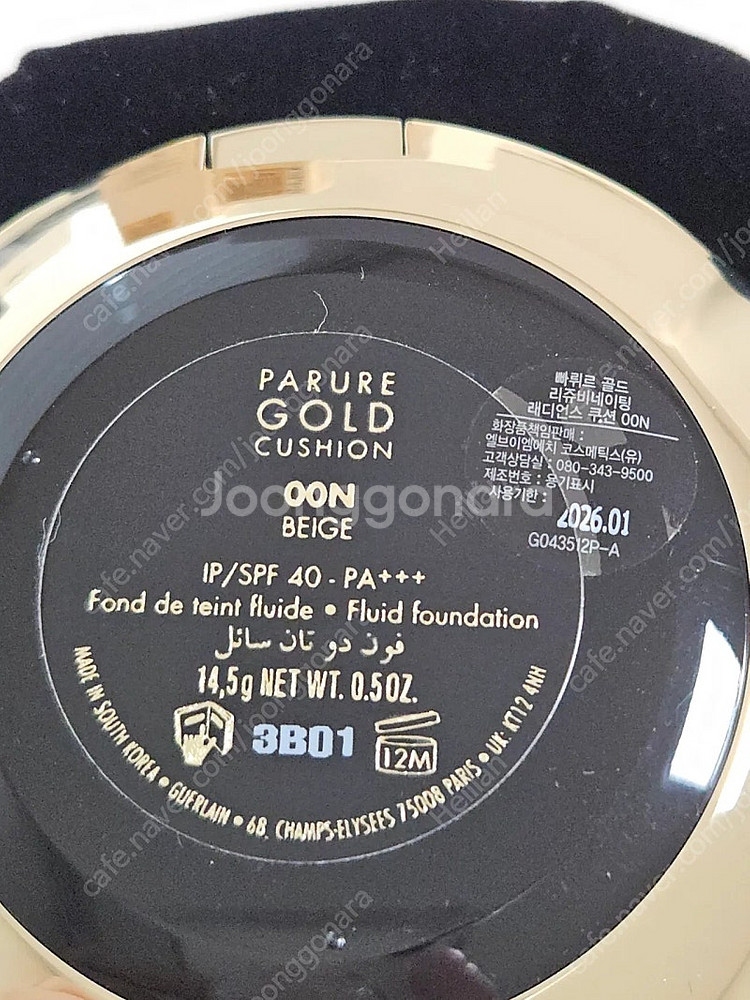 PARURE
GOLD
CUSHION
00N
BEIGE
IP/SPF 40 - PA+++
Fond de teint fluide • Fluid foundation
فون دو تان سائل
14,5g NET WT. 0.5OZ.
3B01
12M
MADE IN SOUTH KOREA • GUERLAIN • 68, CHAMPS-ELYSEES 75008 PARIS • UK: KT12 4NH
빠뤼르 골드
리쥬비네이팅
래디언스 쿠션 00N
화장품책임판매 :
엘브이엠에치 코스메틱스(유)
고객상담실 : 080-343-9500
제조번호 : 용기표시
사용기한 :
2026.01
G043512P-A
Joonggonara
cafe.naver.com/joonggonara
Hellan